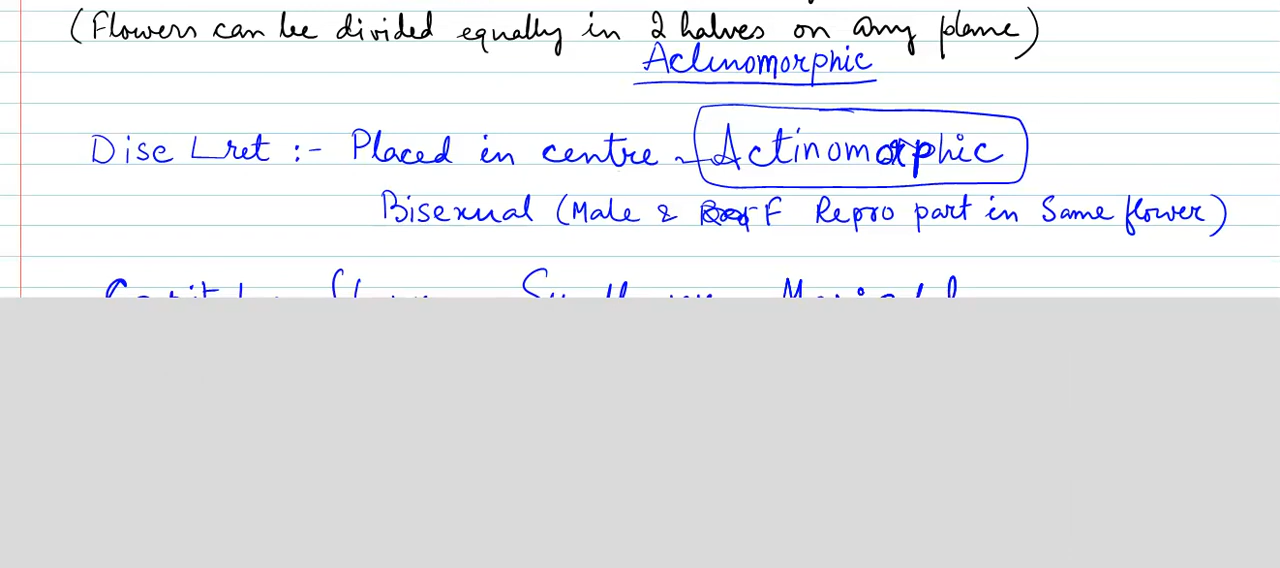 (Flowers can be divided equally in 2 halves on any plane)
Actinomorphic
Disc :- Placed in centre - Actinomorphic
Bisexual (Male & F Repro part in Same flower)